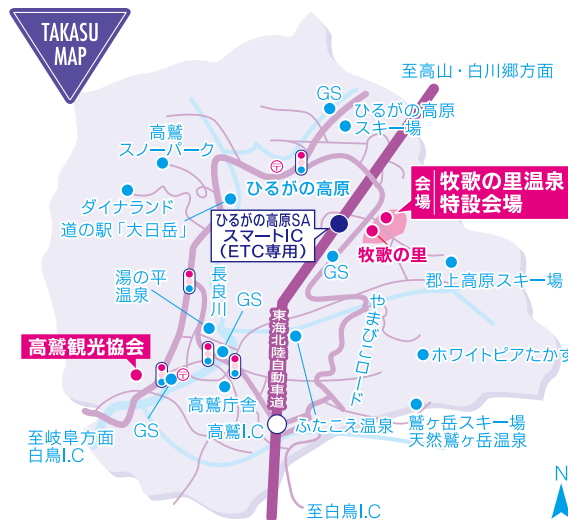 TAKASU
MAP
至高山・白川郷方面
GS
ひるがの高原
スキー場
高鷲
スノーパーク
〒
ひるがの高原
会場
牧歌の里温泉
特設会場
ダイナランド
道の駅「大日岳」
ひるがの高原SA
スマートIC
(ETC専用)
牧歌の里
GS
郡上高原スキー場
湯の平
温泉
長良川
GS
東海北陸自動車道
やまびこロード
高鷲観光協会
ホワイトピアたかす
〒
GS
高鷲庁舎
高鷲I.C
ふたこえ温泉
鷲ヶ岳スキー場
天然鷲ヶ岳温泉
至岐阜方面
白鳥I.C
至白鳥I.C
N